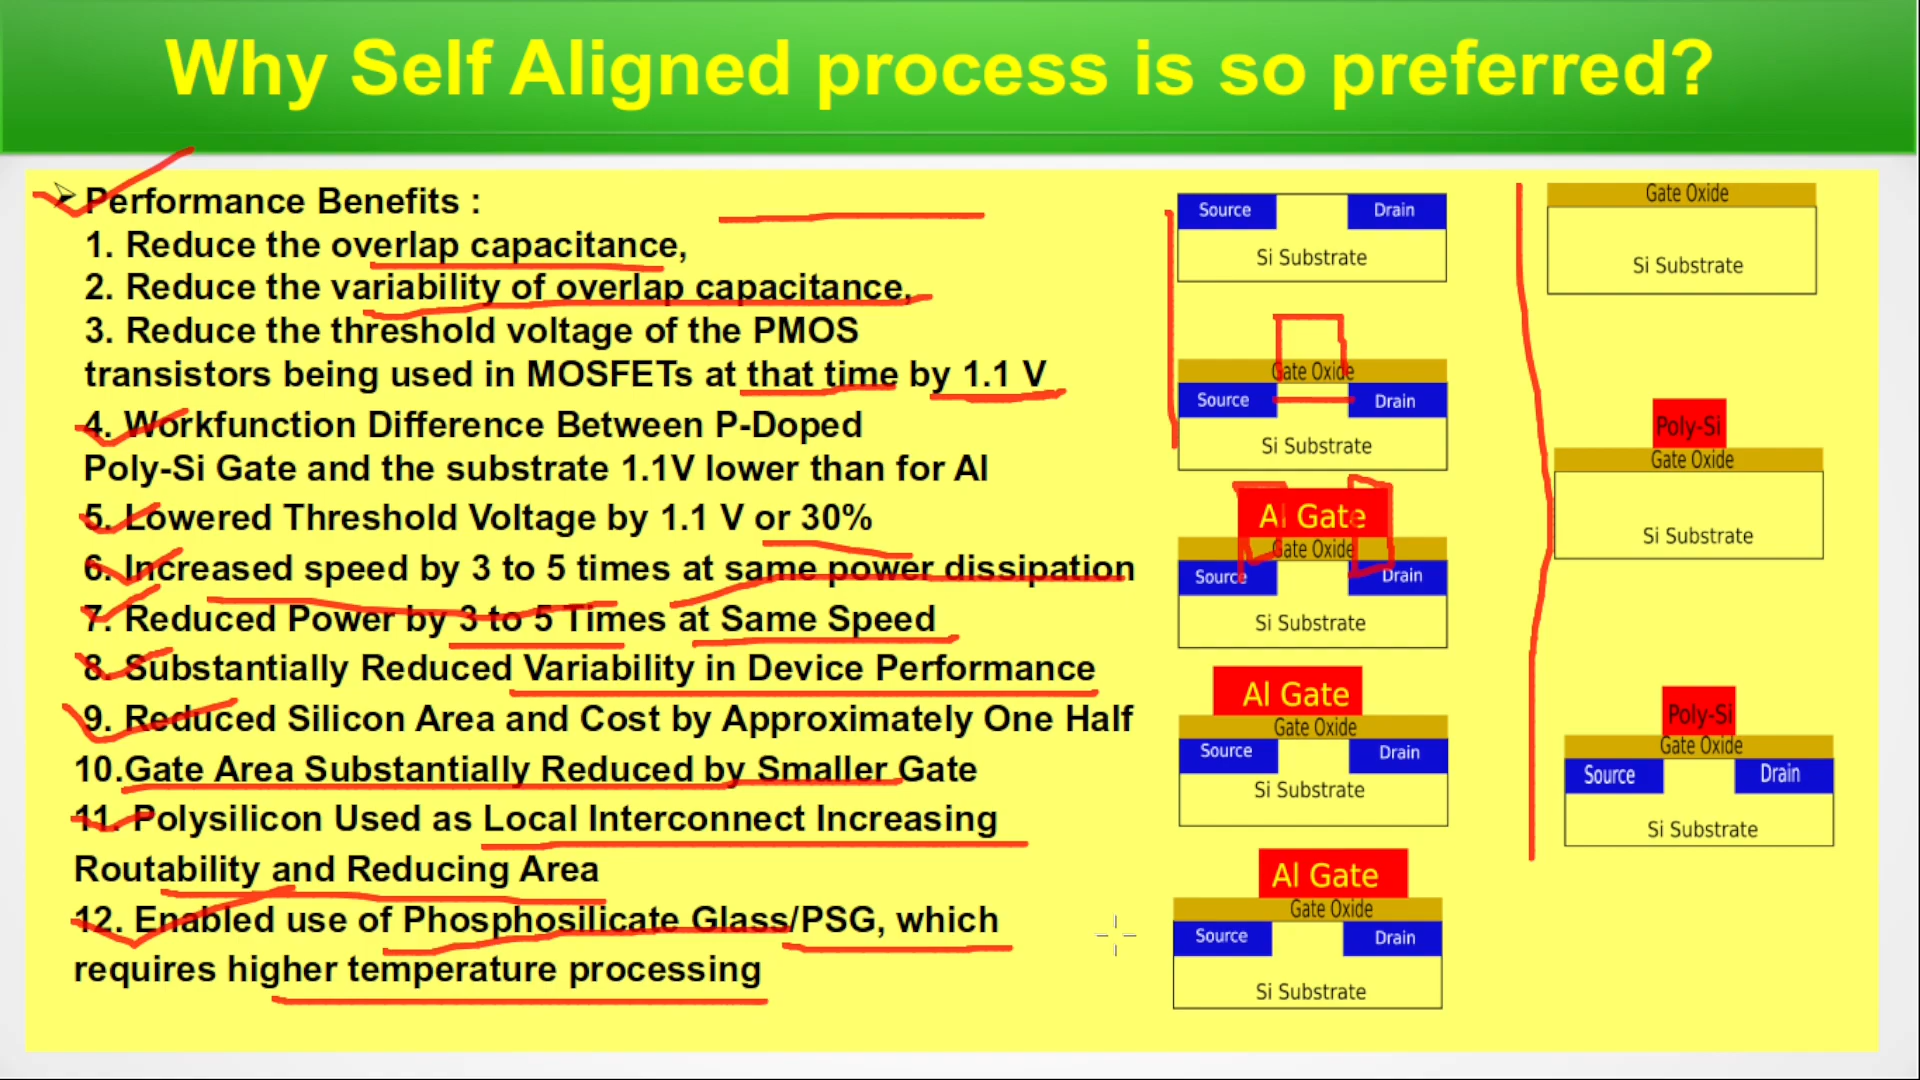 Why Self Aligned process is so preferred?
Performance Benefits :
1. Reduce the overlap capacitance,
2. Reduce the variability of overlap capacitance,
3. Reduce the threshold voltage of the PMOS
transistors being used in MOSFETs at that time by 1.1 V
4. Workfunction Difference Between P-Doped
Poly-Si Gate and the substrate 1.1V lower than for Al
5. Lowered Threshold Voltage by 1.1 V or 30%
6. Increased speed by 3 to 5 times at same power dissipation
7. Reduced Power by 3 to 5 Times at Same Speed
8. Substantially Reduced Variability in Device Performance
9. Reduced Silicon Area and Cost by Approximately One Half
10.Gate Area Substantially Reduced by Smaller Gate
11. Polysilicon Used as Local Interconnect Increasing
Routability and Reducing Area
12. Enabled use of Phosphosilicate Glass/PSG, which
requires higher temperature processing
Source Drain
Si Substrate
Gate Oxide
Source Drain
Si Substrate
Al Gate
Gate Oxide
Source Drain
Si Substrate
Al Gate
Gate Oxide
Source Drain
Si Substrate
Al Gate
Gate Oxide
Source Drain
Si Substrate
Gate Oxide
Si Substrate
Poly-Si
Gate Oxide
Si Substrate
Poly-Si
Gate Oxide
Source Drain
Si Substrate